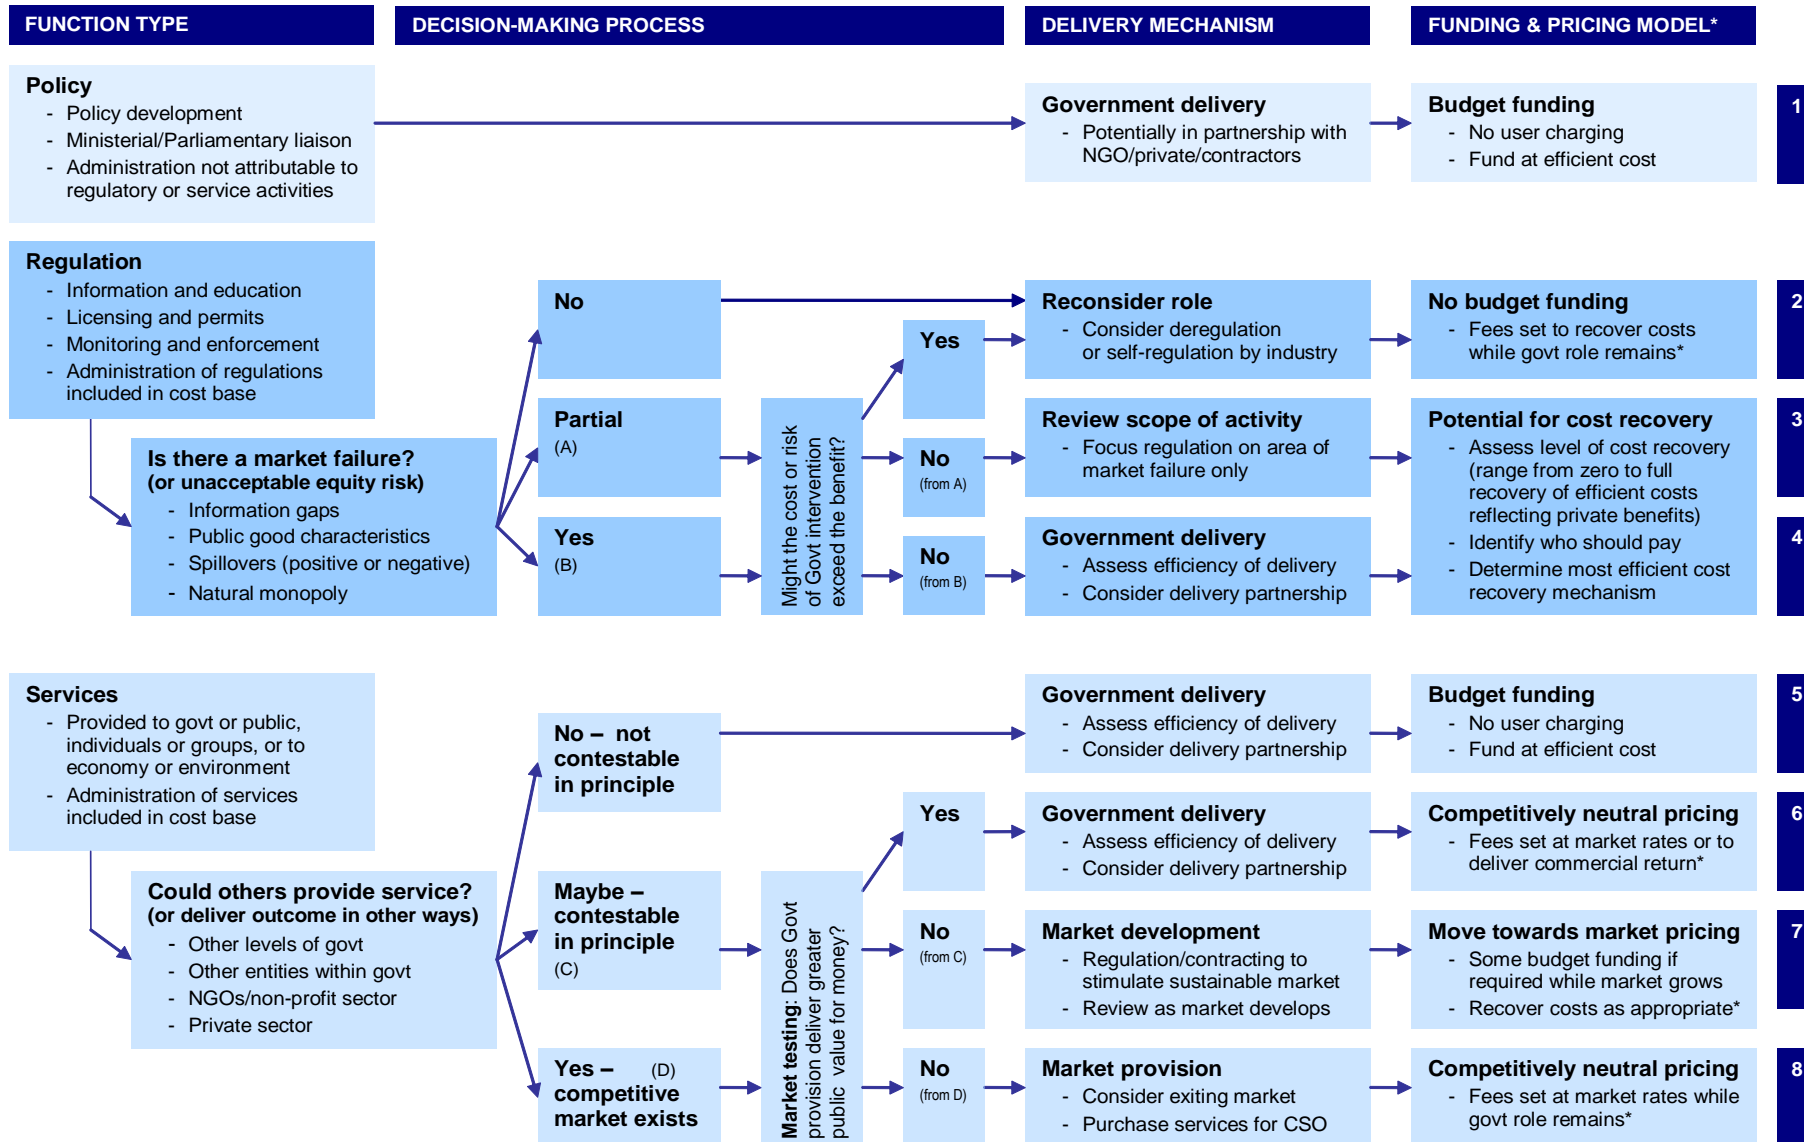 FUNCTION TYPE
DECISION-MAKING PROCESS
DELIVERY MECHANISM
FUNDING & PRICING MODEL*
Policy
- Policy development
- Ministerial/Parliamentary liaison
- Administration not attributable to
regulatory or service activities
Government delivery
- Potentially in partnership with
NGO/private/contractors
Budget funding
- No user charging
- Fund at efficient cost
1
Regulation
- Information and education
- Licensing and permits
- Monitoring and enforcement
- Administration of regulations
included in cost base
Is there a market failure?
(or unacceptable equity risk)
- Information gaps
- Public good characteristics
- Spillovers (positive or negative)
- Natural monopoly
No
Partial
(A)
Yes
(B)
Might the cost or risk
of Govt intervention
exceed the benefit?
Yes
No
(from A)
No
(from B)
Reconsider role
- Consider deregulation
or self-regulation by industry
No budget funding
- Fees set to recover costs
while govt role remains*
2
Review scope of activity
- Focus regulation on area of
market failure only
Potential for cost recovery
- Assess level of cost recovery
(range from zero to full
recovery of efficient costs
reflecting private benefits)
- Identify who should pay
- Determine most efficient cost
recovery mechanism
3
Government delivery
- Assess efficiency of delivery
- Consider delivery partnership
4
Services
- Provided to govt or public,
individuals or groups, or to
economy or environment
- Administration of services
included in cost base
Could others provide service?
(or deliver outcome in other ways)
- Other levels of govt
- Other entities within govt
- NGOs/non-profit sector
- Private sector
No – not
contestable
in principle
Maybe –
contestable
in principle
(C)
Yes – (D)
competitive
market exists
Market testing: Does Govt
provision deliver greater
public value for money?
Yes
No
(from C)
No
(from D)
Government delivery
- Assess efficiency of delivery
- Consider delivery partnership
Budget funding
- No user charging
- Fund at efficient cost
5
Government delivery
- Assess efficiency of delivery
- Consider delivery partnership
Competitively neutral pricing
- Fees set at market rates or to
deliver commercial return*
6
Market development
- Regulation/contracting to
stimulate sustainable market
- Review as market develops
Move towards market pricing
- Some budget funding if
required while market grows
- Recover costs as appropriate*
7
Market provision
- Consider exiting market
- Purchase services for CSO
Competitively neutral pricing
- Fees set at market rates while
govt role remains*
8